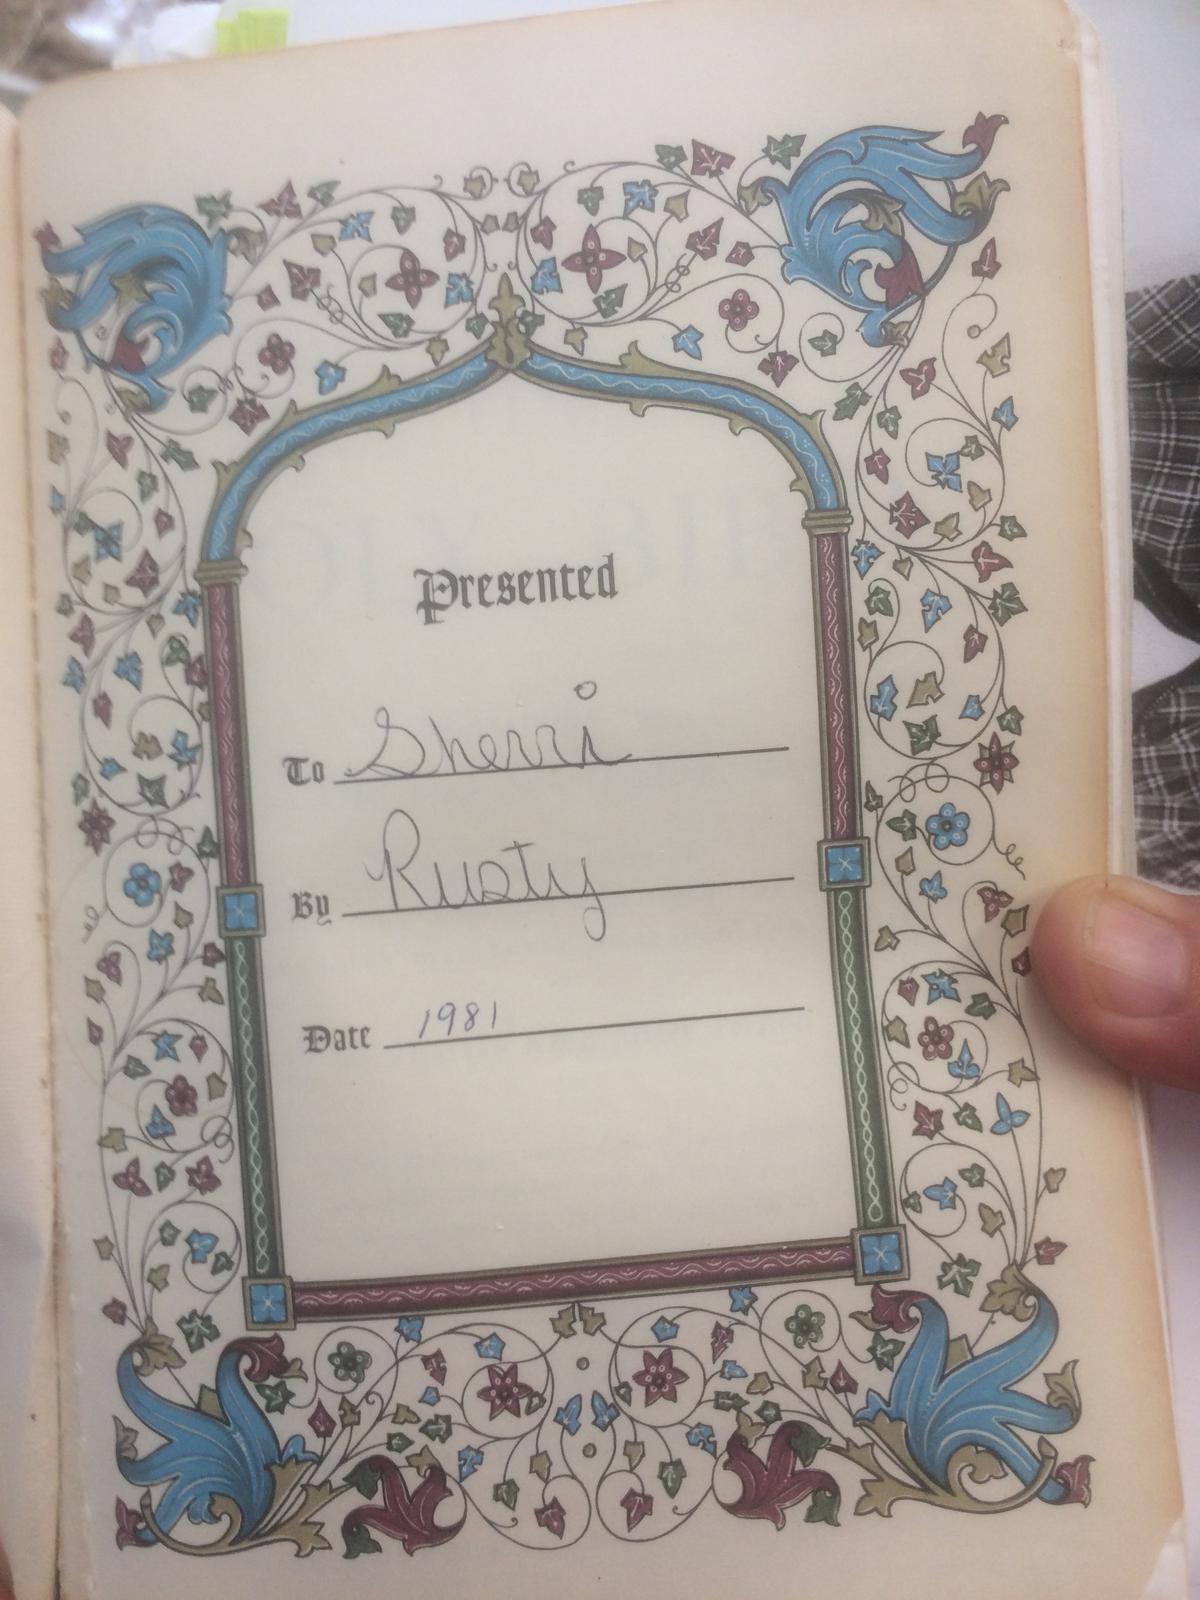 Presented
To Sherri
By Rusty
Date 1981